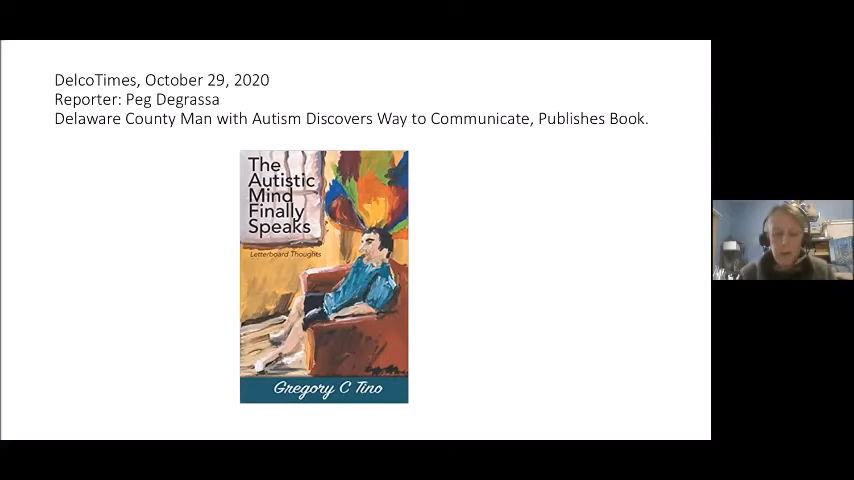 DelcoTimes, October 29, 2020
Reporter: Peg Degrassa
Delaware County Man with Autism Discovers Way to Communicate, Publishes Book.
The
Autistic
Mind
Finally
Speaks
Letterboard Thoughts
Gregory C Tino